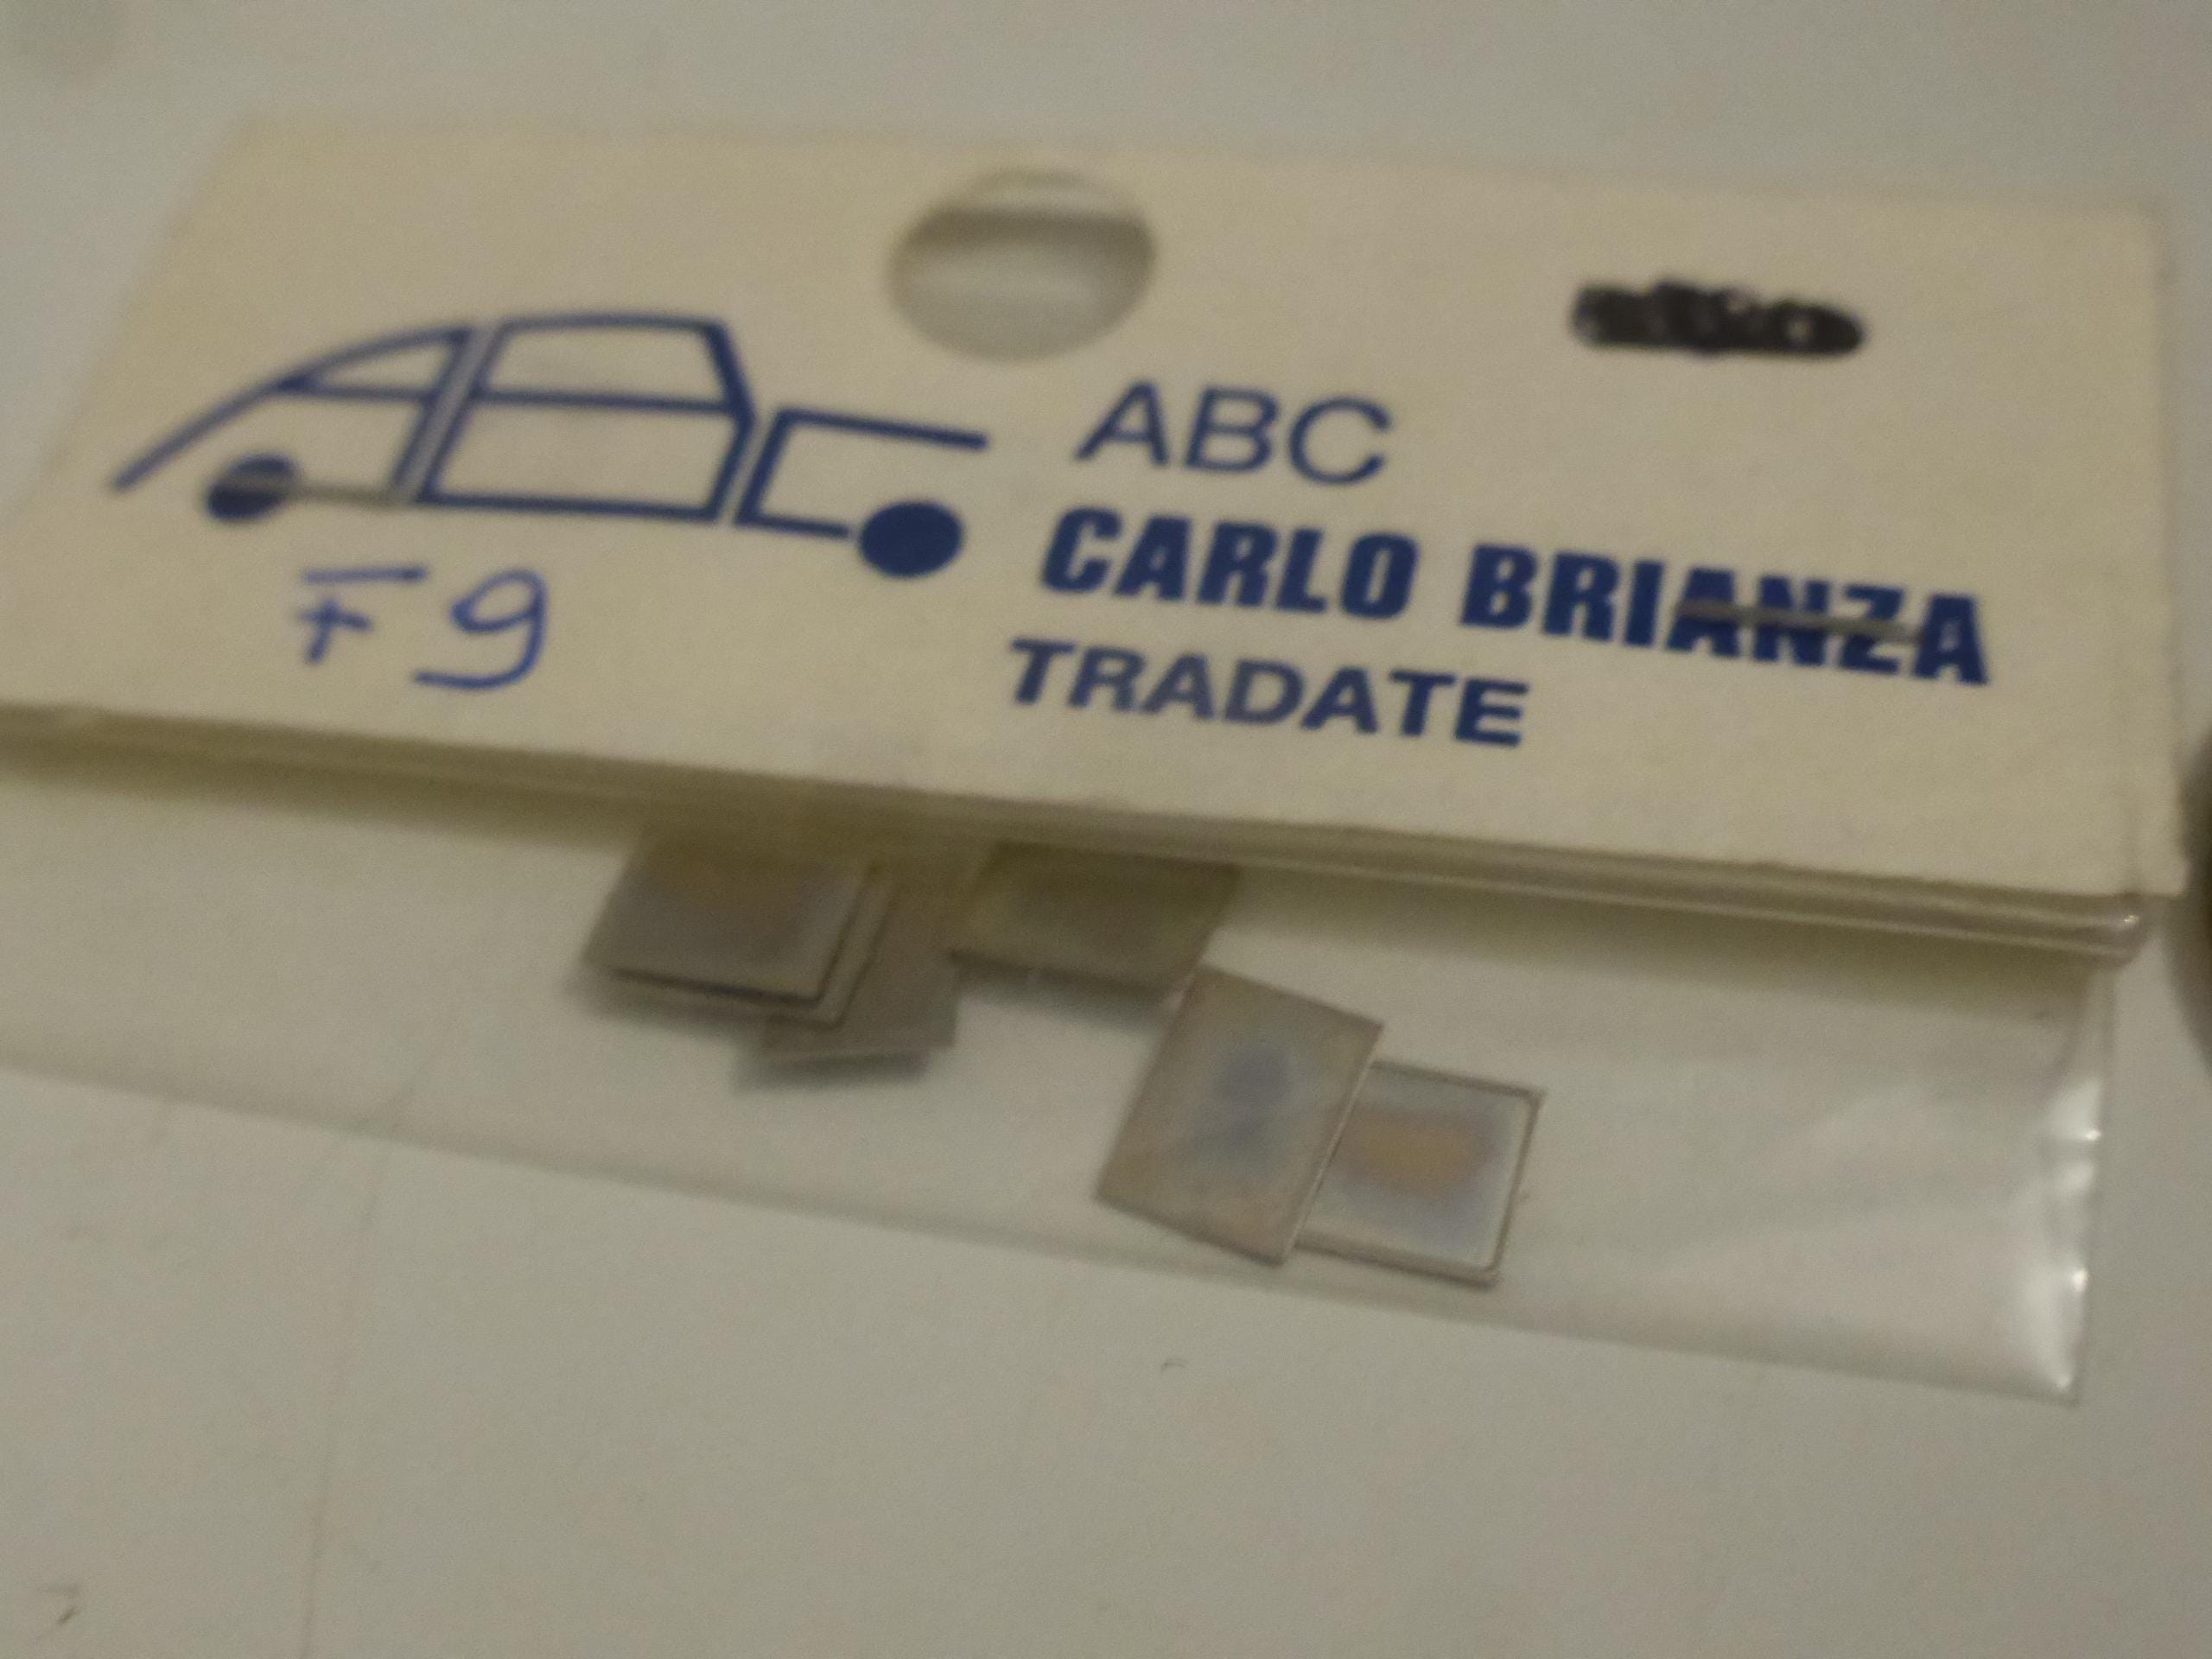 ABC
CARLO BRIANZA
TRADATE
F9